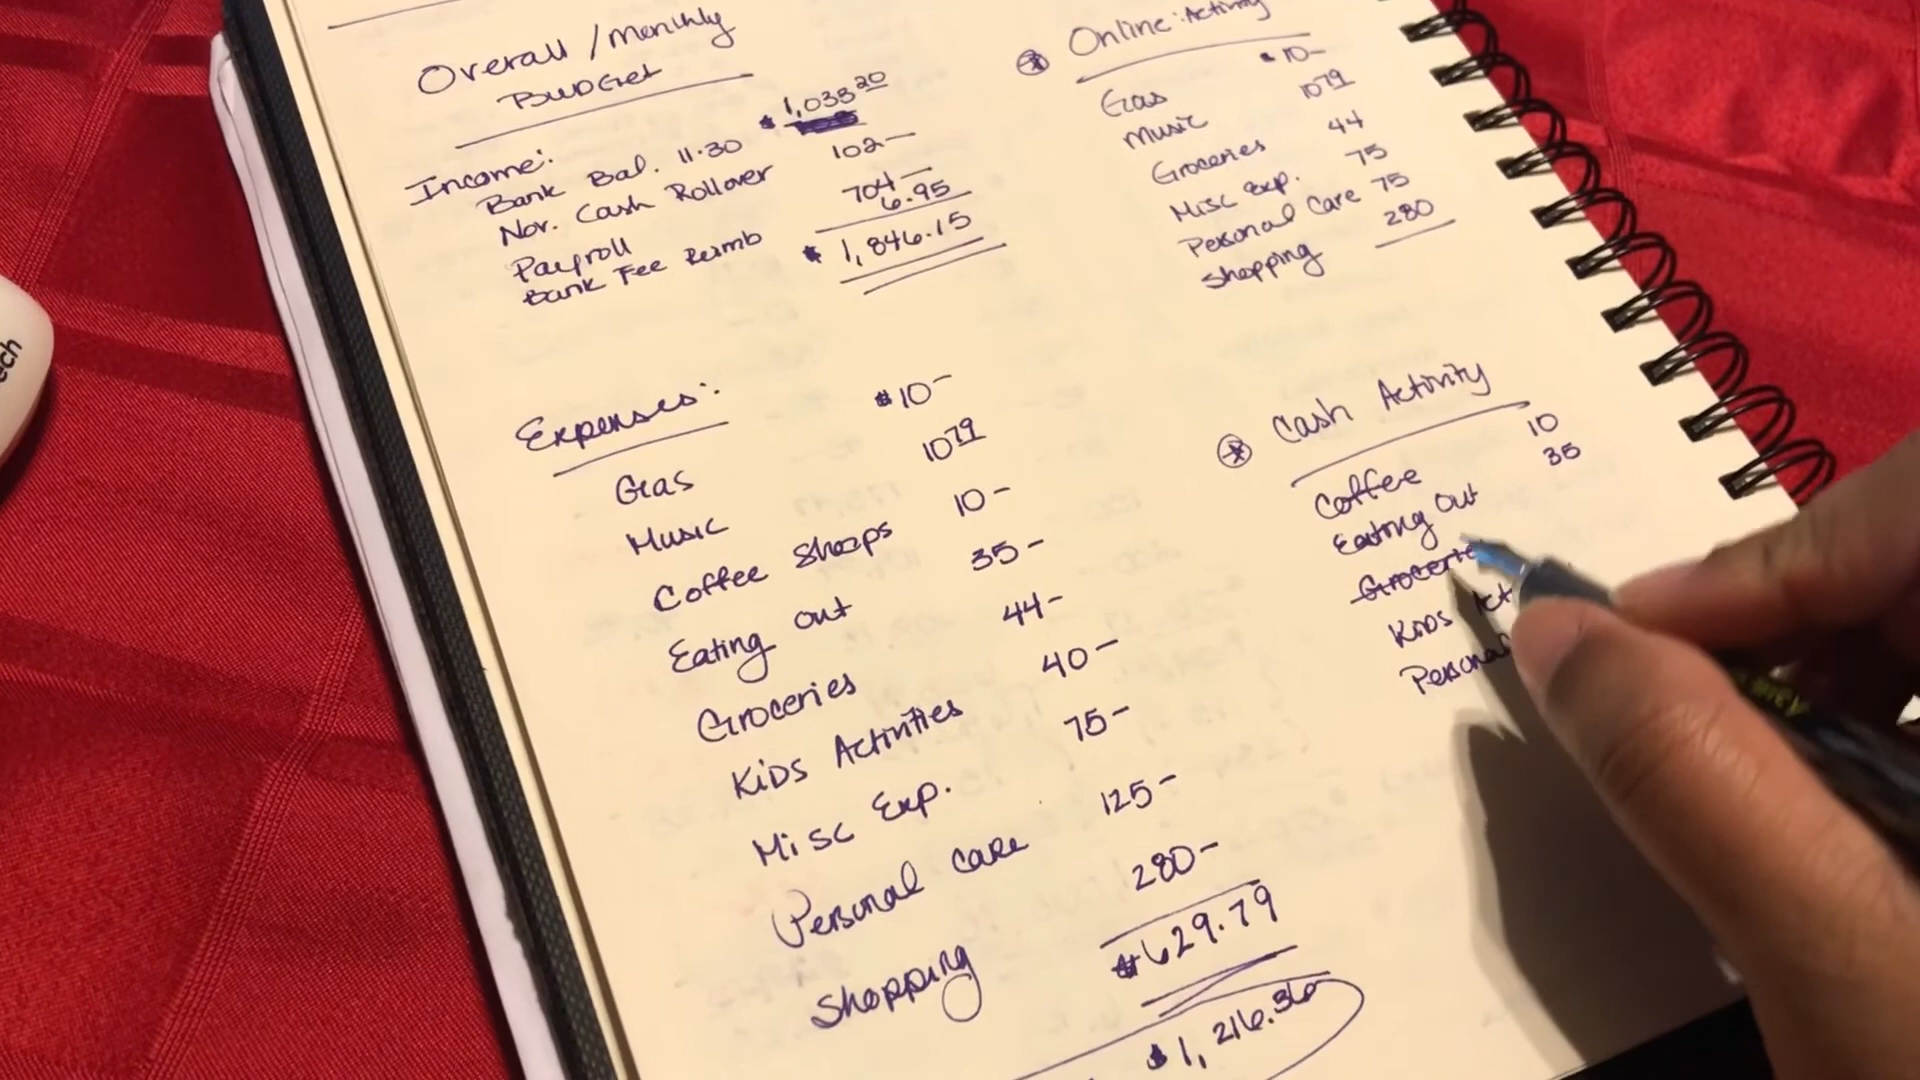 Overall / Monthly
Budget
Income:
Bank Bal. 11.30 $1,033 20
Nov. Cash Rollover 102-
Payroll 704-
Bank Fee Reimb 6.95
$ 1,846.15
Expenses:
Gas $10-
Music 10 79
Coffee Shops 10-
Eating Out 35-
Groceries 44-
Kids Activities 40-
Misc Exp. 75-
Personal Care 125-
Shopping 280-
$629.79
$1,216.36
Online Activity
Gas $10-
Music 10 79
Groceries 44
Misc Exp. 75
Personal Care 75
Shopping 280
Cash Activity
Coffee 10
Eating Out 35
Kids
Personal